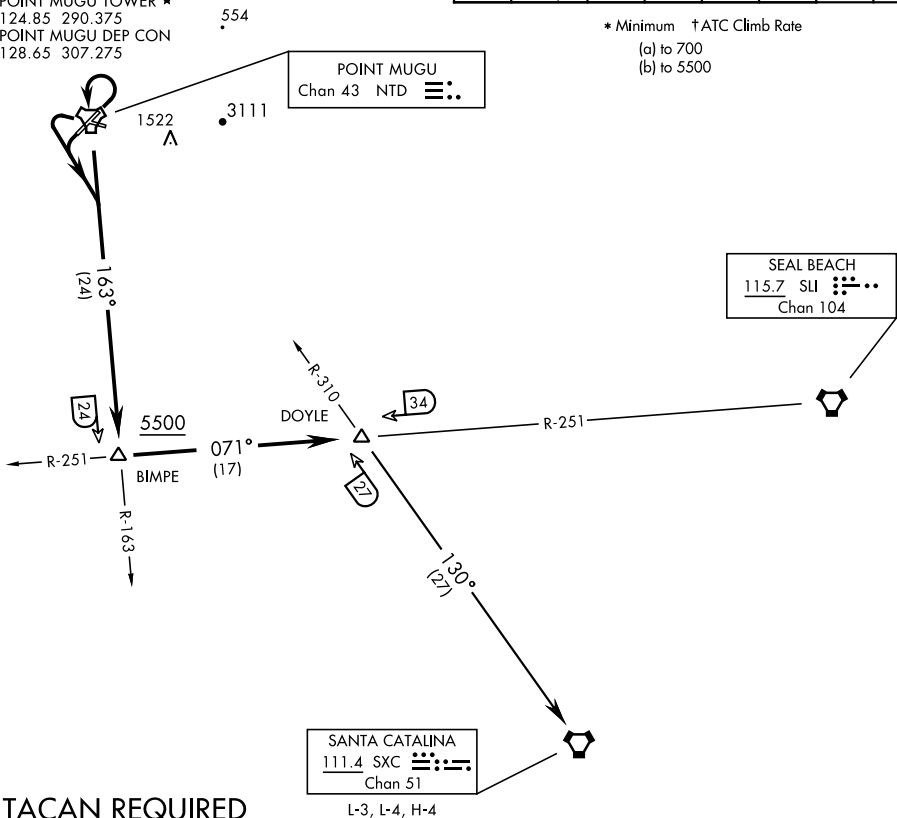 POINT MUGU TOWER ★
124.85 290.375
POINT MUGU DEP CON
128.65 307.275
554
* Minimum † ATC Climb Rate
(a) to 700
(b) to 5500
POINT MUGU
Chan 43 NTD
1522
3111
163°
(24)
SEAL BEACH
115.7 SLI
Chan 104
R-310
24
5500
DOYLE
34
R-251
R-251
BIMPE
071°
(17)
27
R-163
130°
(27)
SANTA CATALINA
111.4 SXC
Chan 51
L-3, L-4, H-4
TACAN REQUIRED